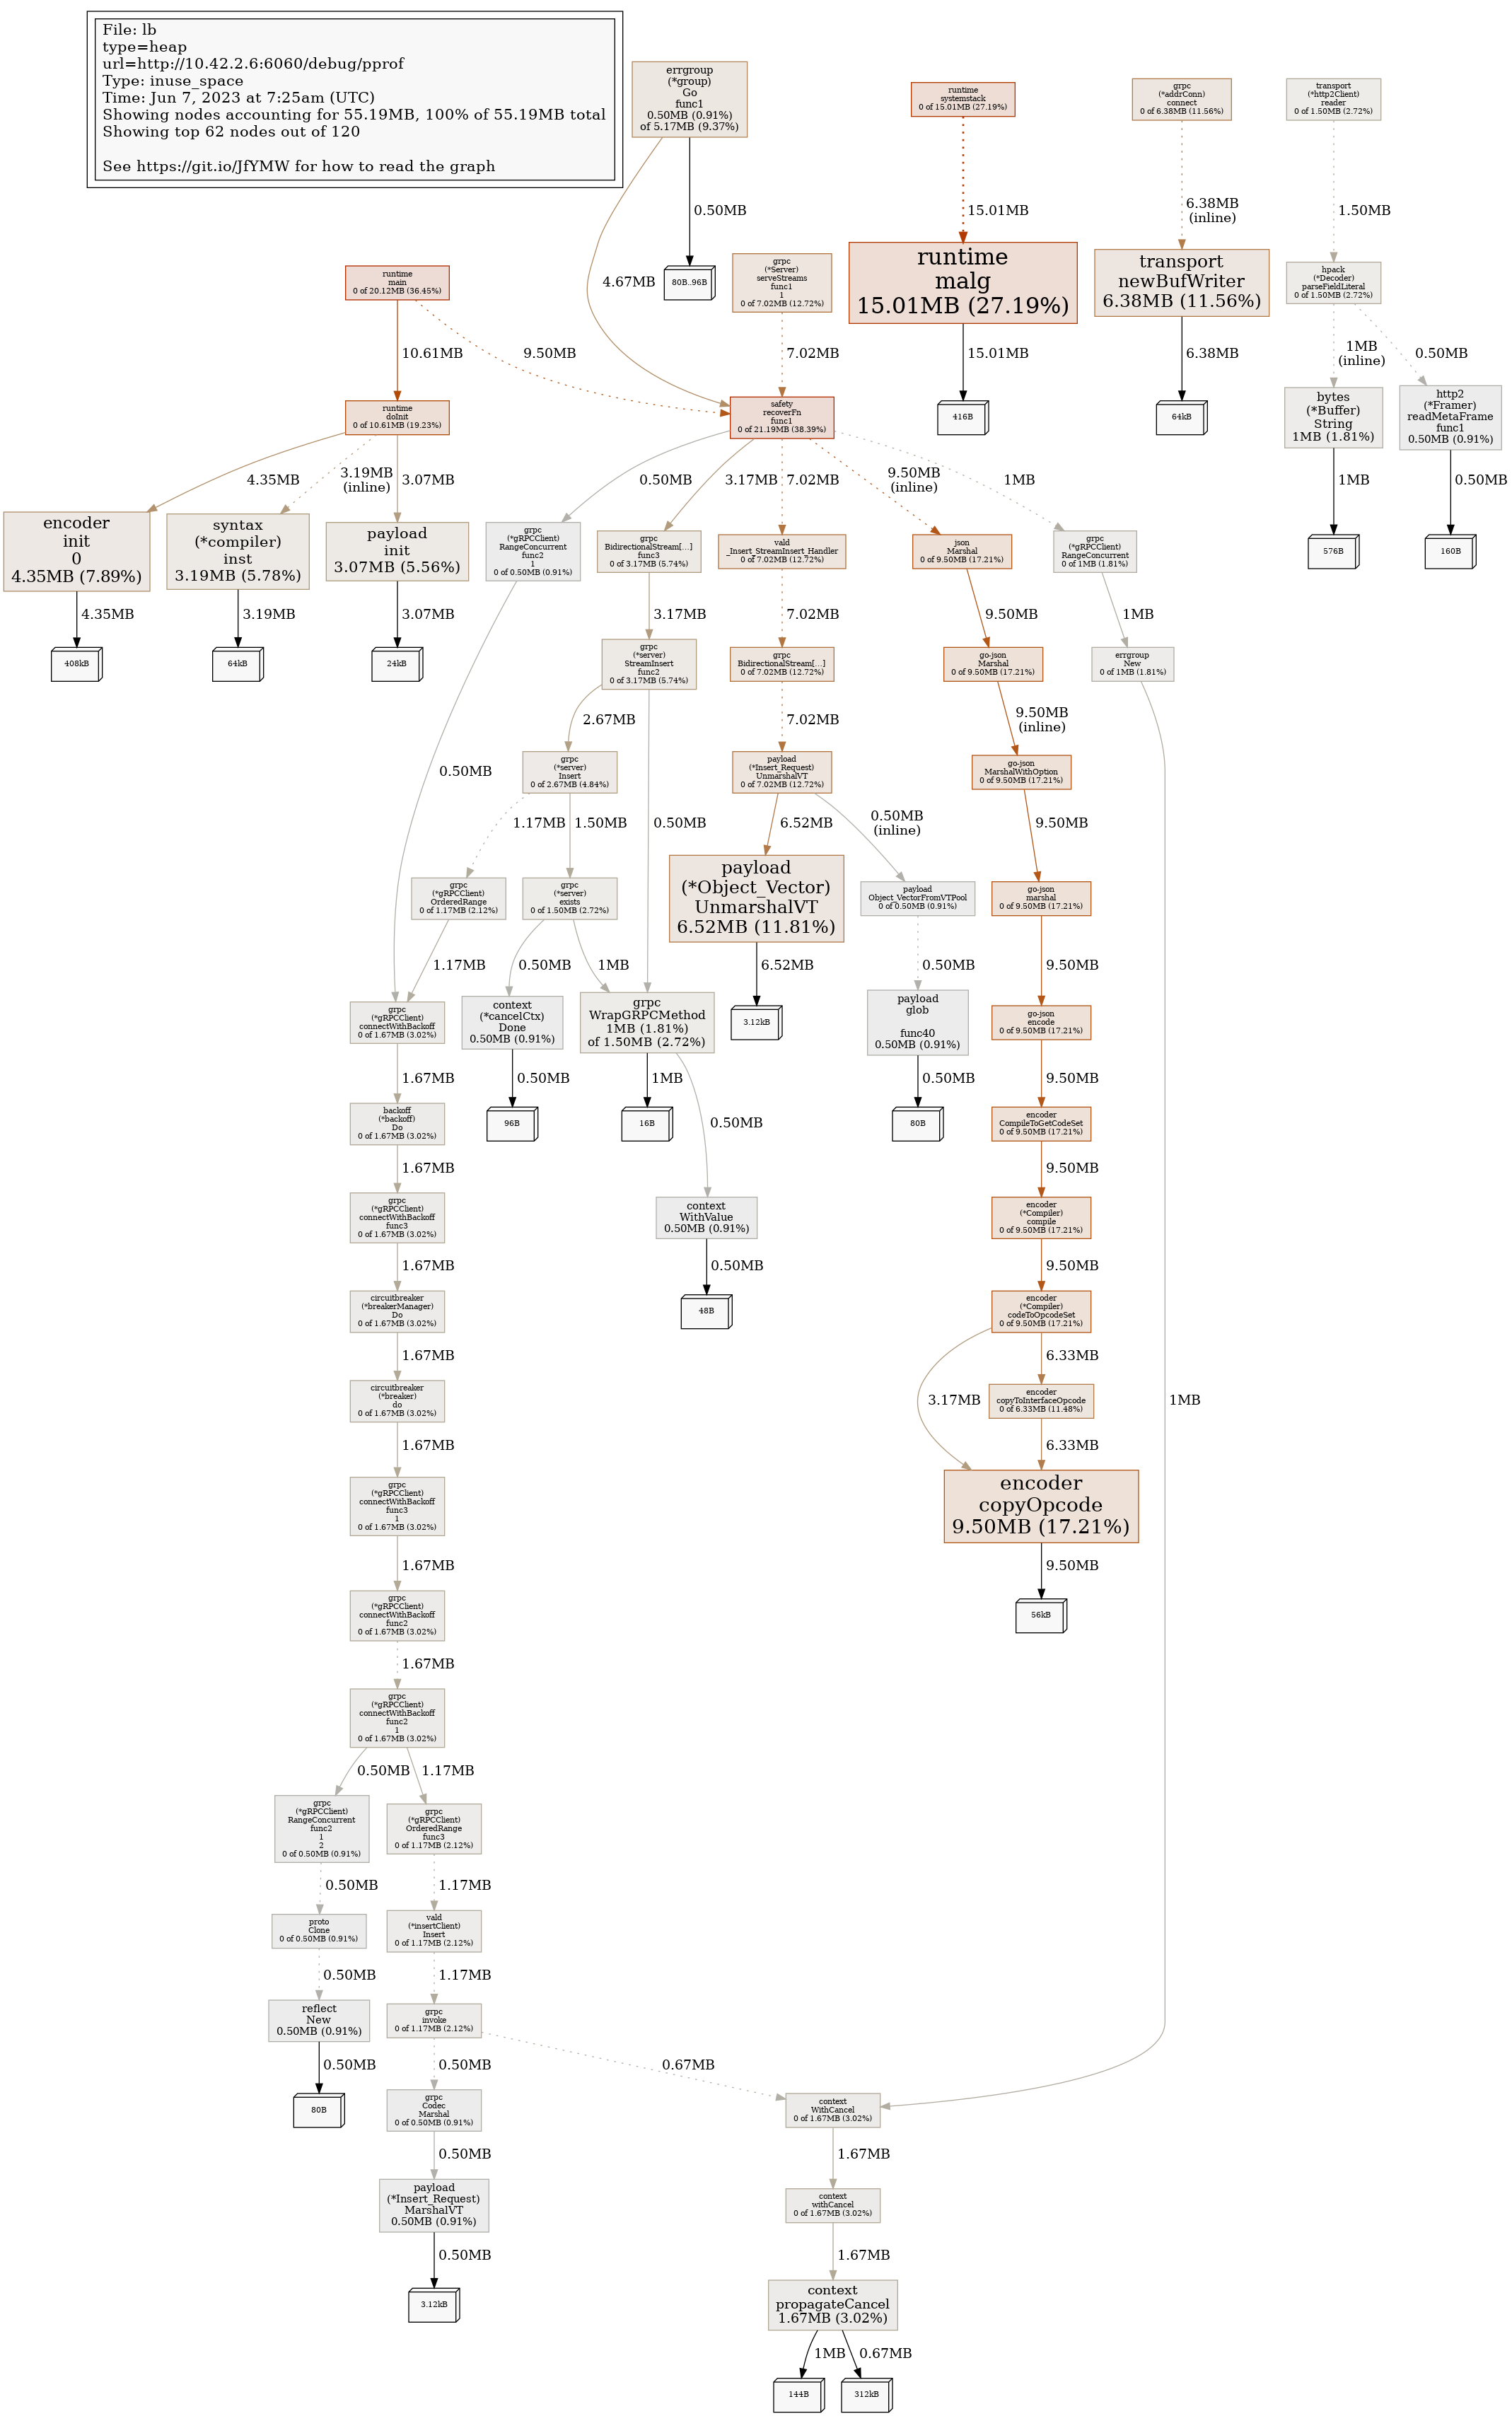 File: lb
type=heap
url=http://10.42.2.6:6060/debug/pprof
Type: inuse_space
Time: Jun 7, 2023 at 7:25am (UTC)
Showing nodes accounting for 55.19MB, 100% of 55.19MB total
Showing top 62 nodes out of 120
See https://git.io/JfYMW for how to read the graph
errgroup
(*group)
Go
func1
0.50MB (0.91%)
of 5.17MB (9.37%)
runtime
systemstack
0 of 15.01MB (27.19%)
grpc
(*addrConn)
connect
0 of 6.38MB (11.56%)
transport
(*http2Client)
reader
0 of 1.50MB (2.72%)
4.67MB
0.50MB
15.01MB
6.38MB
(inline)
1.50MB
runtime
main
0 of 20.12MB (36.45%)
80B..96B
grpc
(*Server)
serveStreams
func1
1
0 of 7.02MB (12.72%)
runtime
malg
15.01MB (27.19%)
transport
newBufWriter
6.38MB (11.56%)
hpack
(*Decoder)
parseFieldLiteral
0 of 1.50MB (2.72%)
10.61MB
9.50MB
7.02MB
15.01MB
6.38MB
1MB
(inline)
0.50MB
runtime
doInit
0 of 10.61MB (19.23%)
safety
recoverFn
func1
0 of 21.19MB (38.39%)
416B
64kB
bytes
(*Buffer)
String
1MB (1.81%)
http2
(*Framer)
readMetaFrame
func1
0.50MB (0.91%)
4.35MB
3.19MB
(inline)
3.07MB
0.50MB
3.17MB
7.02MB
9.50MB
(inline)
1MB
1MB
0.50MB
encoder
init
0
4.35MB (7.89%)
syntax
(*compiler)
inst
3.19MB (5.78%)
payload
init
3.07MB (5.56%)
grpc
(*gRPCClient)
RangeConcurrent
func2
1
0 of 0.50MB (0.91%)
grpc
BidirectionalStream[...]
func3
0 of 3.17MB (5.74%)
vald
_Insert_StreamInsert_Handler
0 of 7.02MB (12.72%)
json
Marshal
0 of 9.50MB (17.21%)
grpc
(*gRPCClient)
RangeConcurrent
0 of 1MB (1.81%)
576B
160B
4.35MB
3.19MB
3.07MB
3.17MB
7.02MB
9.50MB
1MB
408kB
64kB
24kB
grpc
(*server)
StreamInsert
func2
0 of 3.17MB (5.74%)
grpc
BidirectionalStream[...]
0 of 7.02MB (12.72%)
go-json
Marshal
0 of 9.50MB (17.21%)
errgroup
New
0 of 1MB (1.81%)
0.50MB
2.67MB
7.02MB
9.50MB
(inline)
grpc
(*server)
Insert
0 of 2.67MB (4.84%)
payload
(*Insert_Request)
UnmarshalVT
0 of 7.02MB (12.72%)
go-json
MarshalWithOption
0 of 9.50MB (17.21%)
1.17MB
1.50MB
0.50MB
6.52MB
0.50MB
(inline)
9.50MB
grpc
(*gRPCClient)
OrderedRange
0 of 1.17MB (2.12%)
grpc
(*server)
exists
0 of 1.50MB (2.72%)
payload
(*Object_Vector)
UnmarshalVT
6.52MB (11.81%)
payload
Object_VectorFromVTPool
0 of 0.50MB (0.91%)
go-json
marshal
0 of 9.50MB (17.21%)
1.17MB
0.50MB
1MB
6.52MB
0.50MB
9.50MB
grpc
(*gRPCClient)
connectWithBackoff
0 of 1.67MB (3.02%)
context
(*cancelCtx)
Done
0.50MB (0.91%)
grpc
WrapGRPCMethod
1MB (1.81%)
of 1.50MB (2.72%)
3.12kB
payload
glob
func40
0.50MB (0.91%)
go-json
encode
0 of 9.50MB (17.21%)
1.67MB
0.50MB
1MB
0.50MB
0.50MB
9.50MB
backoff
(*backoff)
Do
0 of 1.67MB (3.02%)
96B
16B
80B
encoder
CompileToGetCodeSet
0 of 9.50MB (17.21%)
1.67MB
9.50MB
grpc
(*gRPCClient)
connectWithBackoff
func3
0 of 1.67MB (3.02%)
context
WithValue
0.50MB (0.91%)
encoder
(*Compiler)
compile
0 of 9.50MB (17.21%)
1.67MB
0.50MB
9.50MB
circuitbreaker
(*breakerManager)
Do
0 of 1.67MB (3.02%)
48B
encoder
(*Compiler)
codeToOpcodeSet
0 of 9.50MB (17.21%)
1.67MB
3.17MB
6.33MB
1MB
circuitbreaker
(*breaker)
do
0 of 1.67MB (3.02%)
encoder
copyToInterfaceOpcode
0 of 6.33MB (11.48%)
1.67MB
6.33MB
grpc
(*gRPCClient)
connectWithBackoff
func3
1
0 of 1.67MB (3.02%)
encoder
copyOpcode
9.50MB (17.21%)
1.67MB
9.50MB
grpc
(*gRPCClient)
connectWithBackoff
func2
0 of 1.67MB (3.02%)
56kB
1.67MB
grpc
(*gRPCClient)
connectWithBackoff
func2
1
0 of 1.67MB (3.02%)
0.50MB
1.17MB
grpc
(*gRPCClient)
RangeConcurrent
func2
1
2
0 of 0.50MB (0.91%)
grpc
(*gRPCClient)
OrderedRange
func3
0 of 1.17MB (2.12%)
0.50MB
1.17MB
proto
Clone
0 of 0.50MB (0.91%)
vald
(*insertClient)
Insert
0 of 1.17MB (2.12%)
0.50MB
1.17MB
reflect
New
0.50MB (0.91%)
grpc
invoke
0 of 1.17MB (2.12%)
0.50MB
0.50MB
0.67MB
80B
grpc
Codec
Marshal
0 of 0.50MB (0.91%)
context
WithCancel
0 of 1.67MB (3.02%)
0.50MB
1.67MB
payload
(*Insert_Request)
MarshalVT
0.50MB (0.91%)
context
withCancel
0 of 1.67MB (3.02%)
0.50MB
1.67MB
3.12kB
context
propagateCancel
1.67MB (3.02%)
1MB
0.67MB
144B
312kB